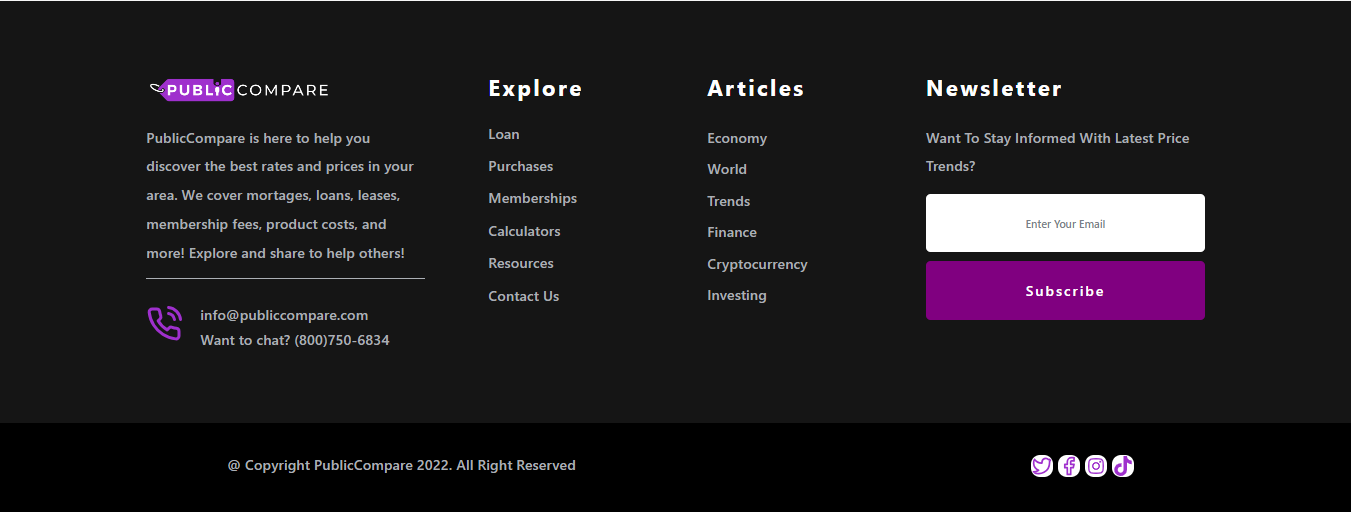 PUBLIC COMPARE
PublicCompare is here to help you
discover the best rates and prices in your
area. We cover mortages, loans, leases,
membership fees, product costs, and
more! Explore and share to help others!
info@publiccompare.com
Want to chat? (800)750-6834
Explore
Loan
Purchases
Memberships
Calculators
Resources
Contact Us
Articles
Economy
World
Trends
Finance
Cryptocurrency
Investing
Newsletter
Want To Stay Informed With Latest Price
Trends?
Enter Your Email
Subscribe
@ Copyright PublicCompare 2022. All Right Reserved